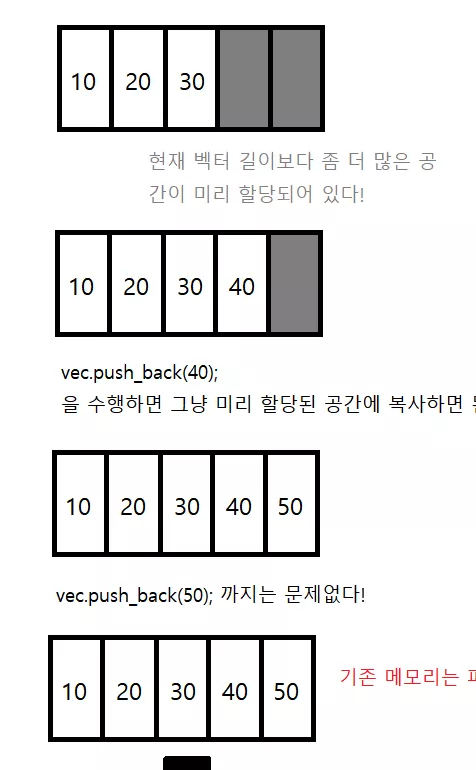 10 20 30
현재 벡터 길이보다 좀 더 많은 공
간이 미리 할당되어 있다!
10 20 30 40
vec.push_back(40);
을 수행하면 그냥 미리 할당된 공간에 복사하면
10 20 30 40 50
vec.push_back(50); 까지는 문제없다!
10 20 30 40 50
기존 메모리는